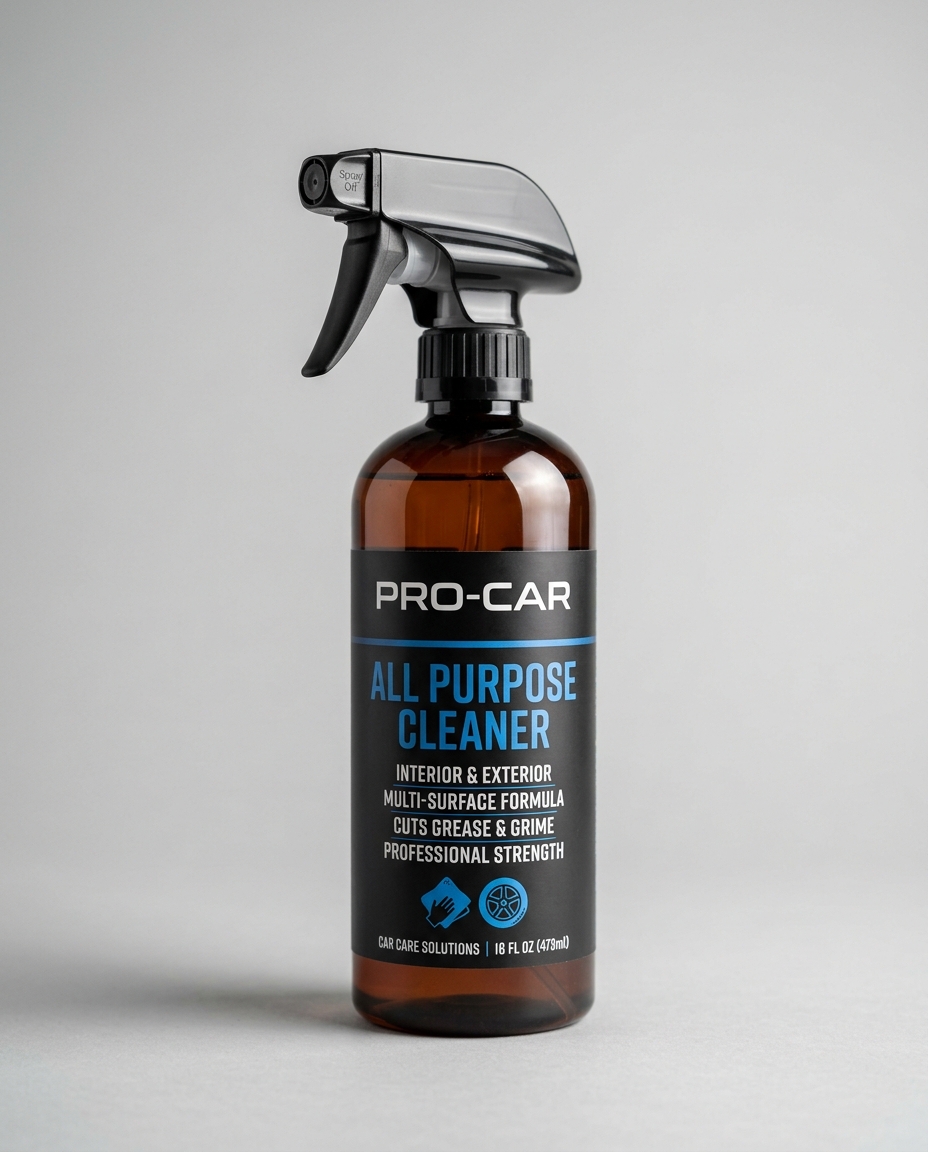 Spray
Off
PRO-CAR
ALL PURPOSE
CLEANER
INTERIOR & EXTERIOR
MULTI-SURFACE FORMULA
CUTS GREASE & GRIME
PROFESSIONAL STRENGTH
CAR CARE SOLUTIONS | 16 FL OZ (473ml)